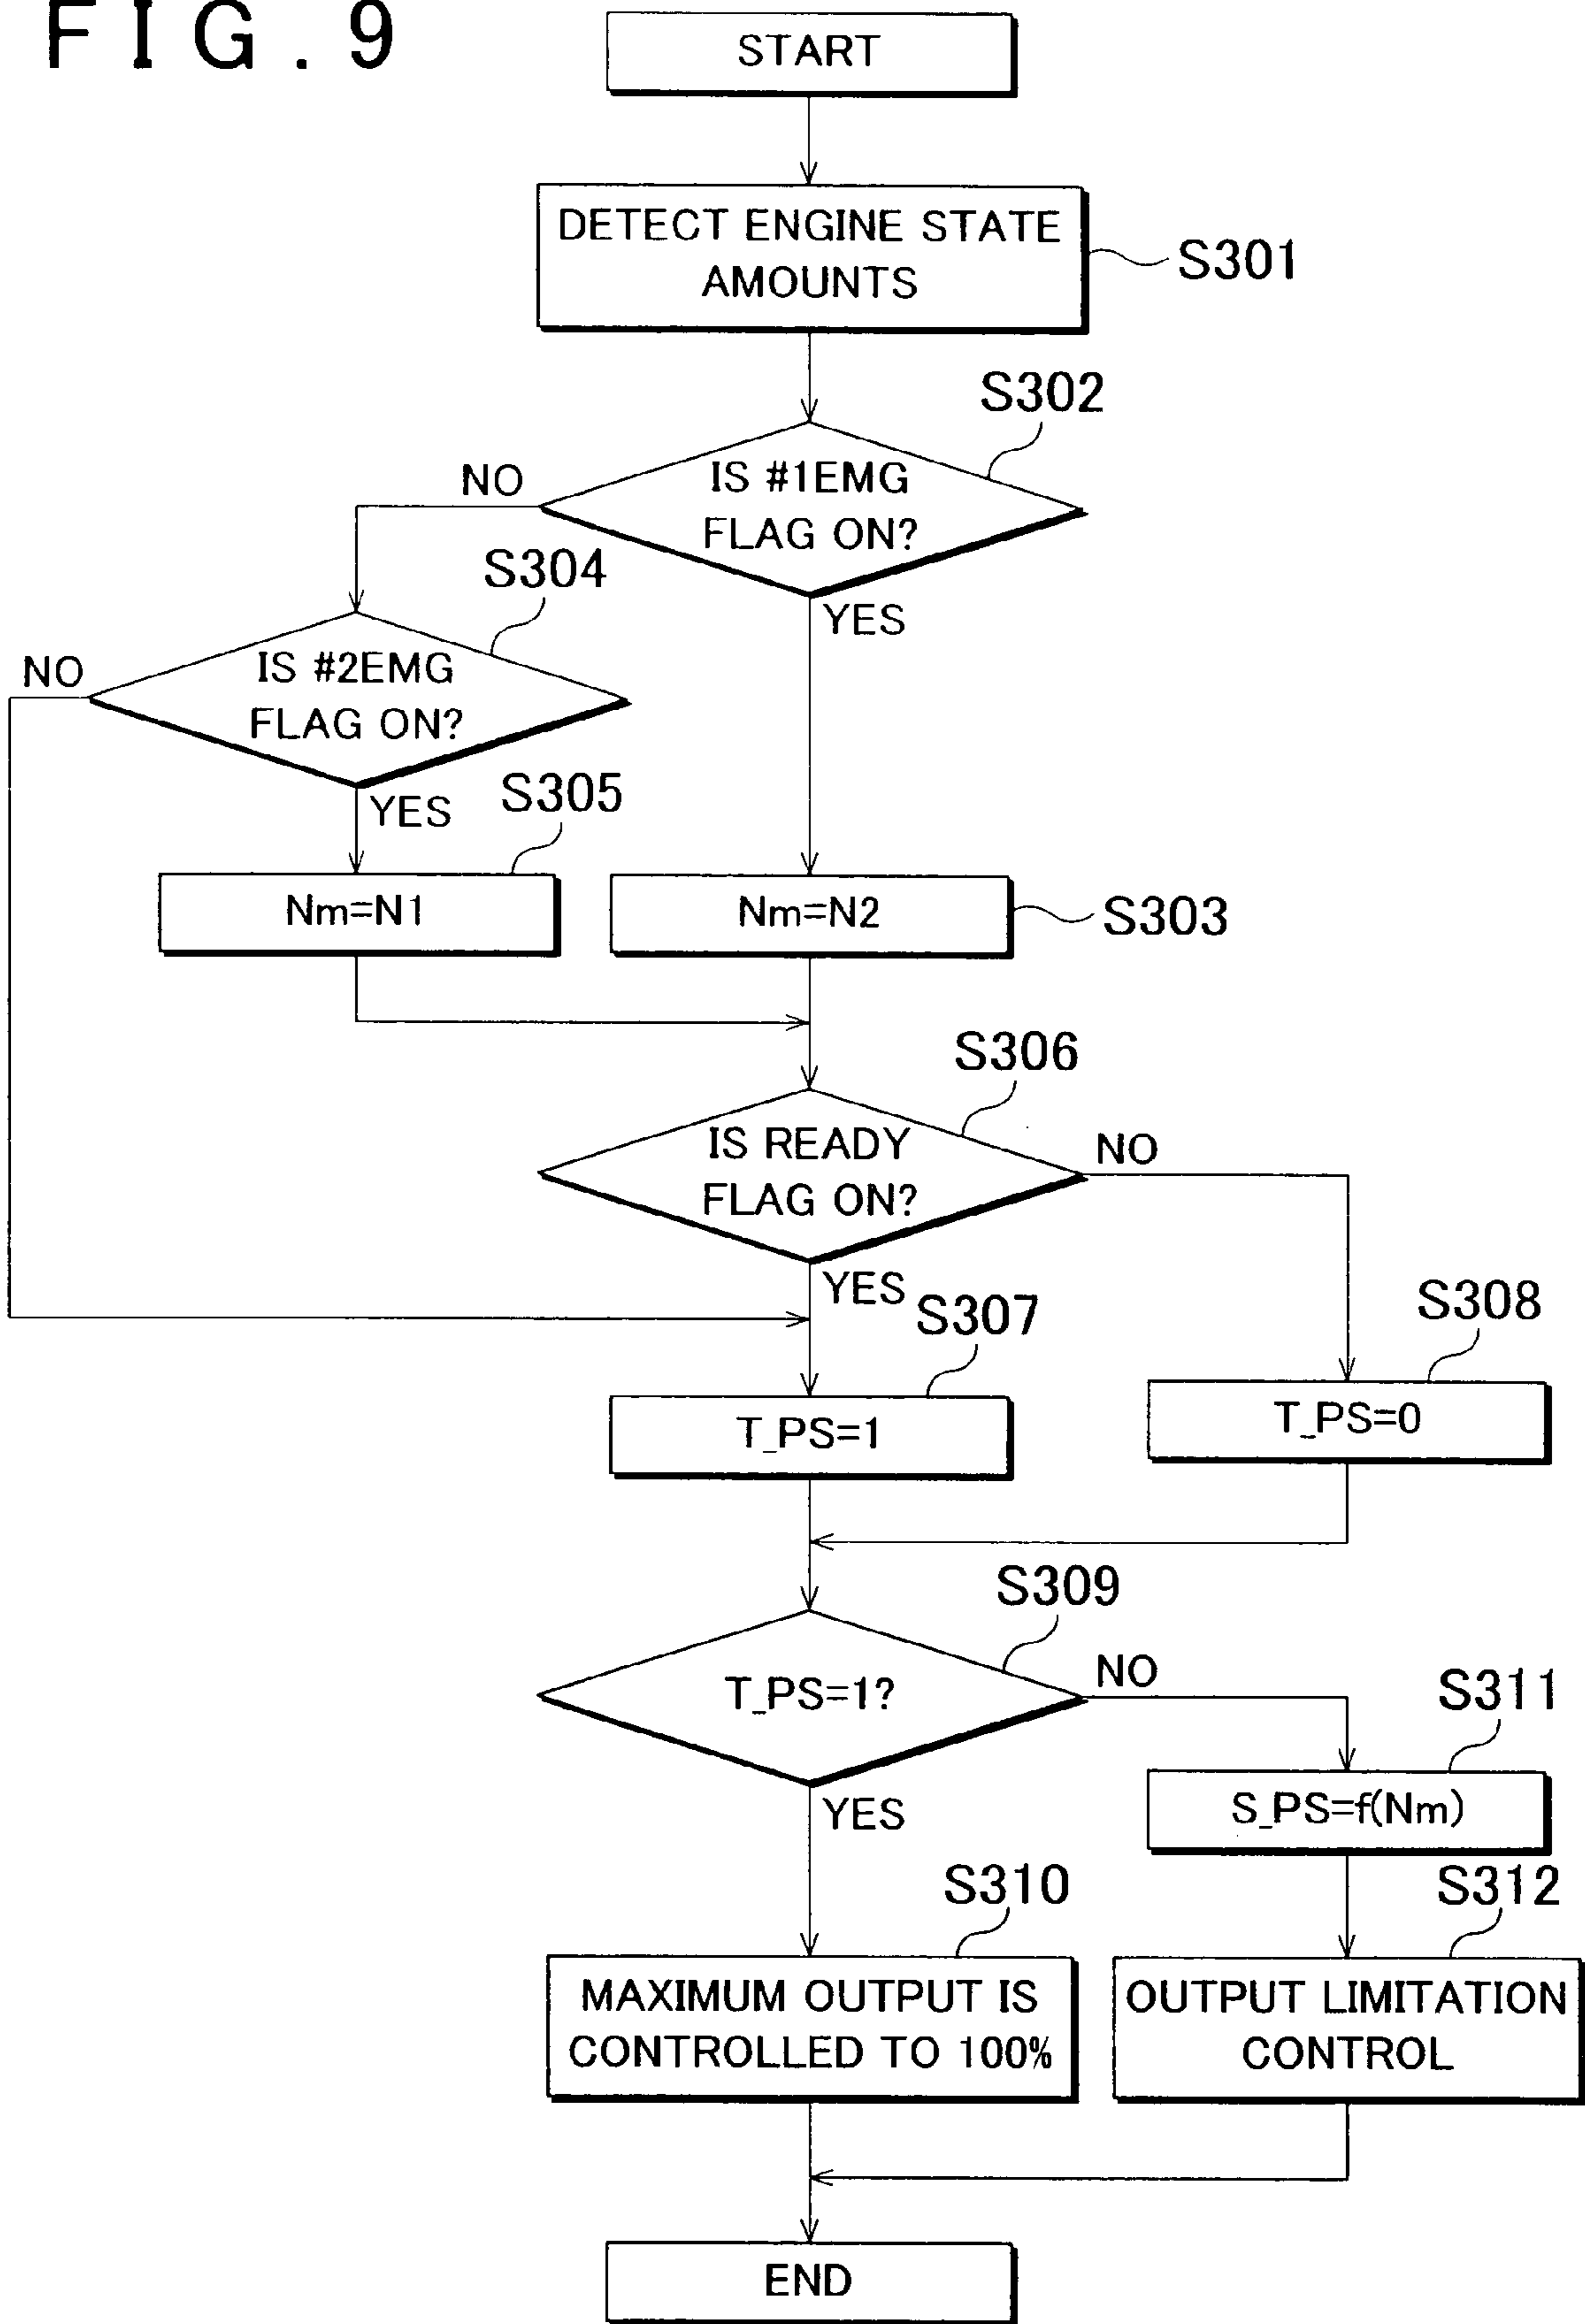 FIG. 9
START
DETECT ENGINE STATE
AMOUNTS
S301
S302
IS #1EMG
FLAG ON?
NO
YES
S304
IS #2EMG
FLAG ON?
NO
YES
S305
Nm=N1
Nm=N2
S303
S306
IS READY
FLAG ON?
NO
YES
S307
T_PS=1
S308
T_PS=0
S309
T_PS=1?
NO
YES
S311
S_PS=f(Nm)
S310
MAXIMUM OUTPUT IS
CONTROLLED TO 100%
S312
OUTPUT LIMITATION
CONTROL
END